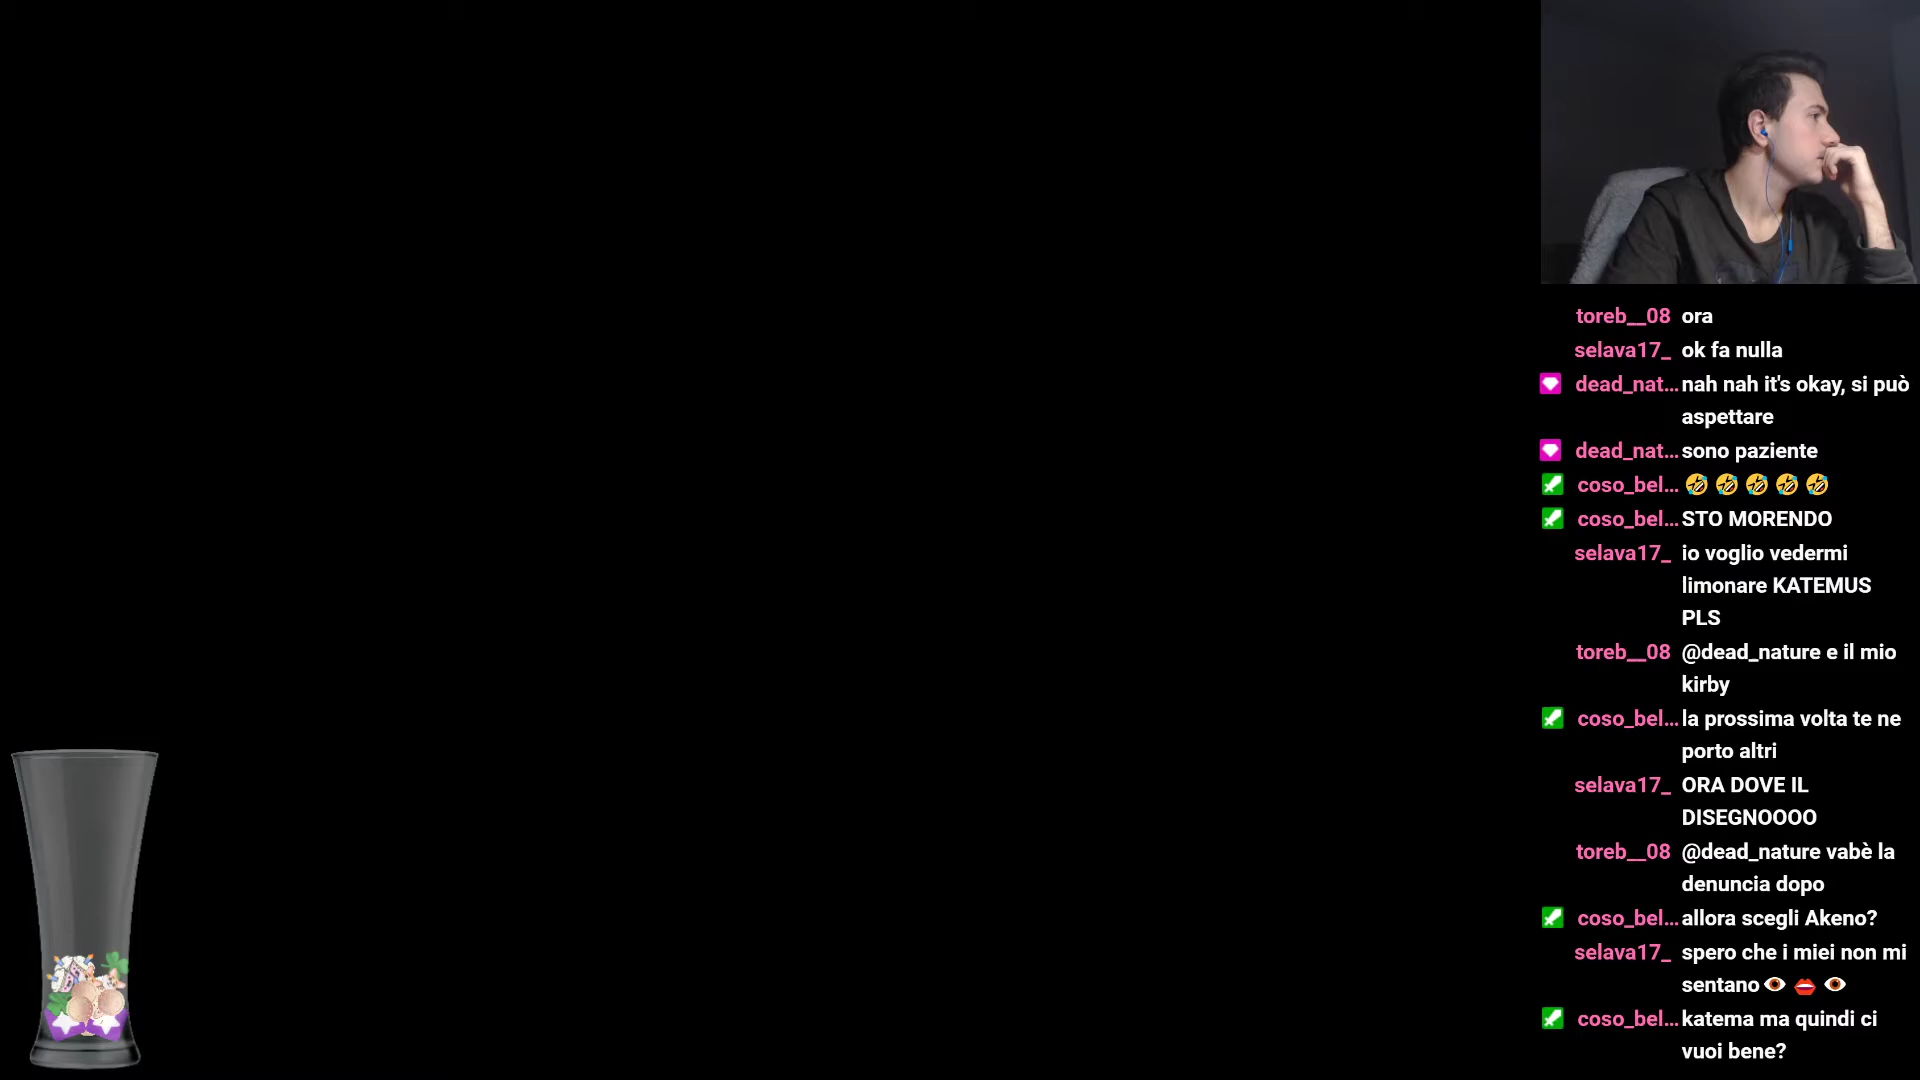 toreb__08 ora
selava17_ ok fa nulla
dead_nat... nah nah it's okay, si può
aspettare
dead_nat... sono paziente
coso_bel... 🤣 🤣 🤣 🤣 🤣
coso_bel... STO MORENDO
selava17_ io voglio vedermi
limonare KATEMUS
PLS
toreb__08 @dead_nature e il mio
kirby
coso_bel... la prossima volta te ne
porto altri
selava17_ ORA DOVE IL
DISEGNOOOO
toreb__08 @dead_nature vabè la
denuncia dopo
coso_bel... allora scegli Akeno?
selava17_ spero che i miei non mi
sentano 👁 👄 👁
coso_bel... katema ma quindi ci
vuoi bene?